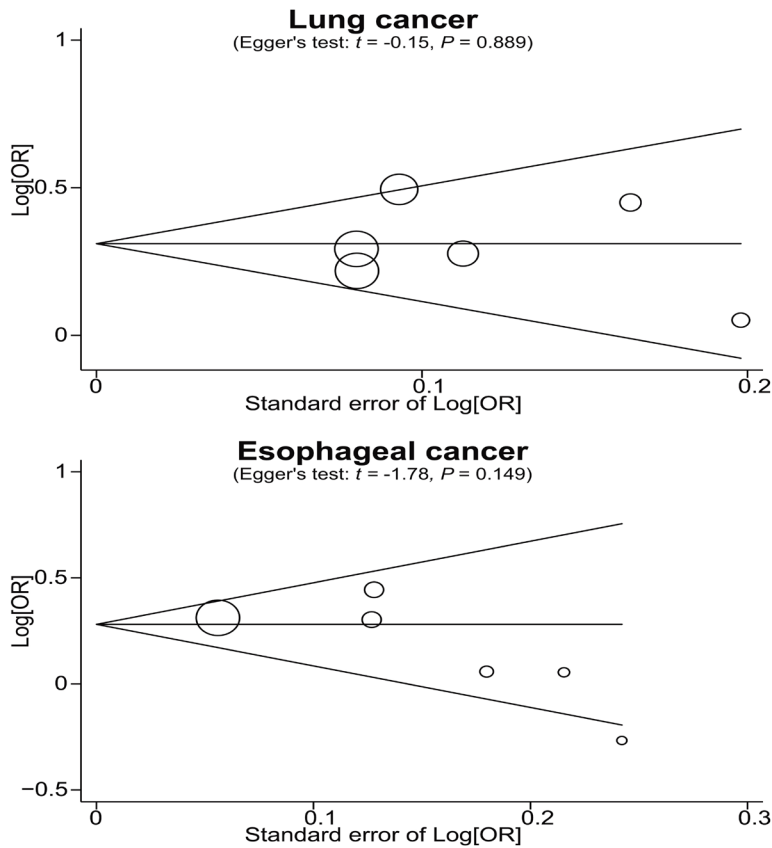 Lung cancer
(Egger's test: t = -0.15, P = 0.889)
1
0.5
0
Log[OR]
0 0.1 0.2
Standard error of Log[OR]
Esophageal cancer
(Egger's test: t = -1.78, P = 0.149)
1
0.5
0
−0.5
Log[OR]
0 0.1 0.2 0.3
Standard error of Log[OR]